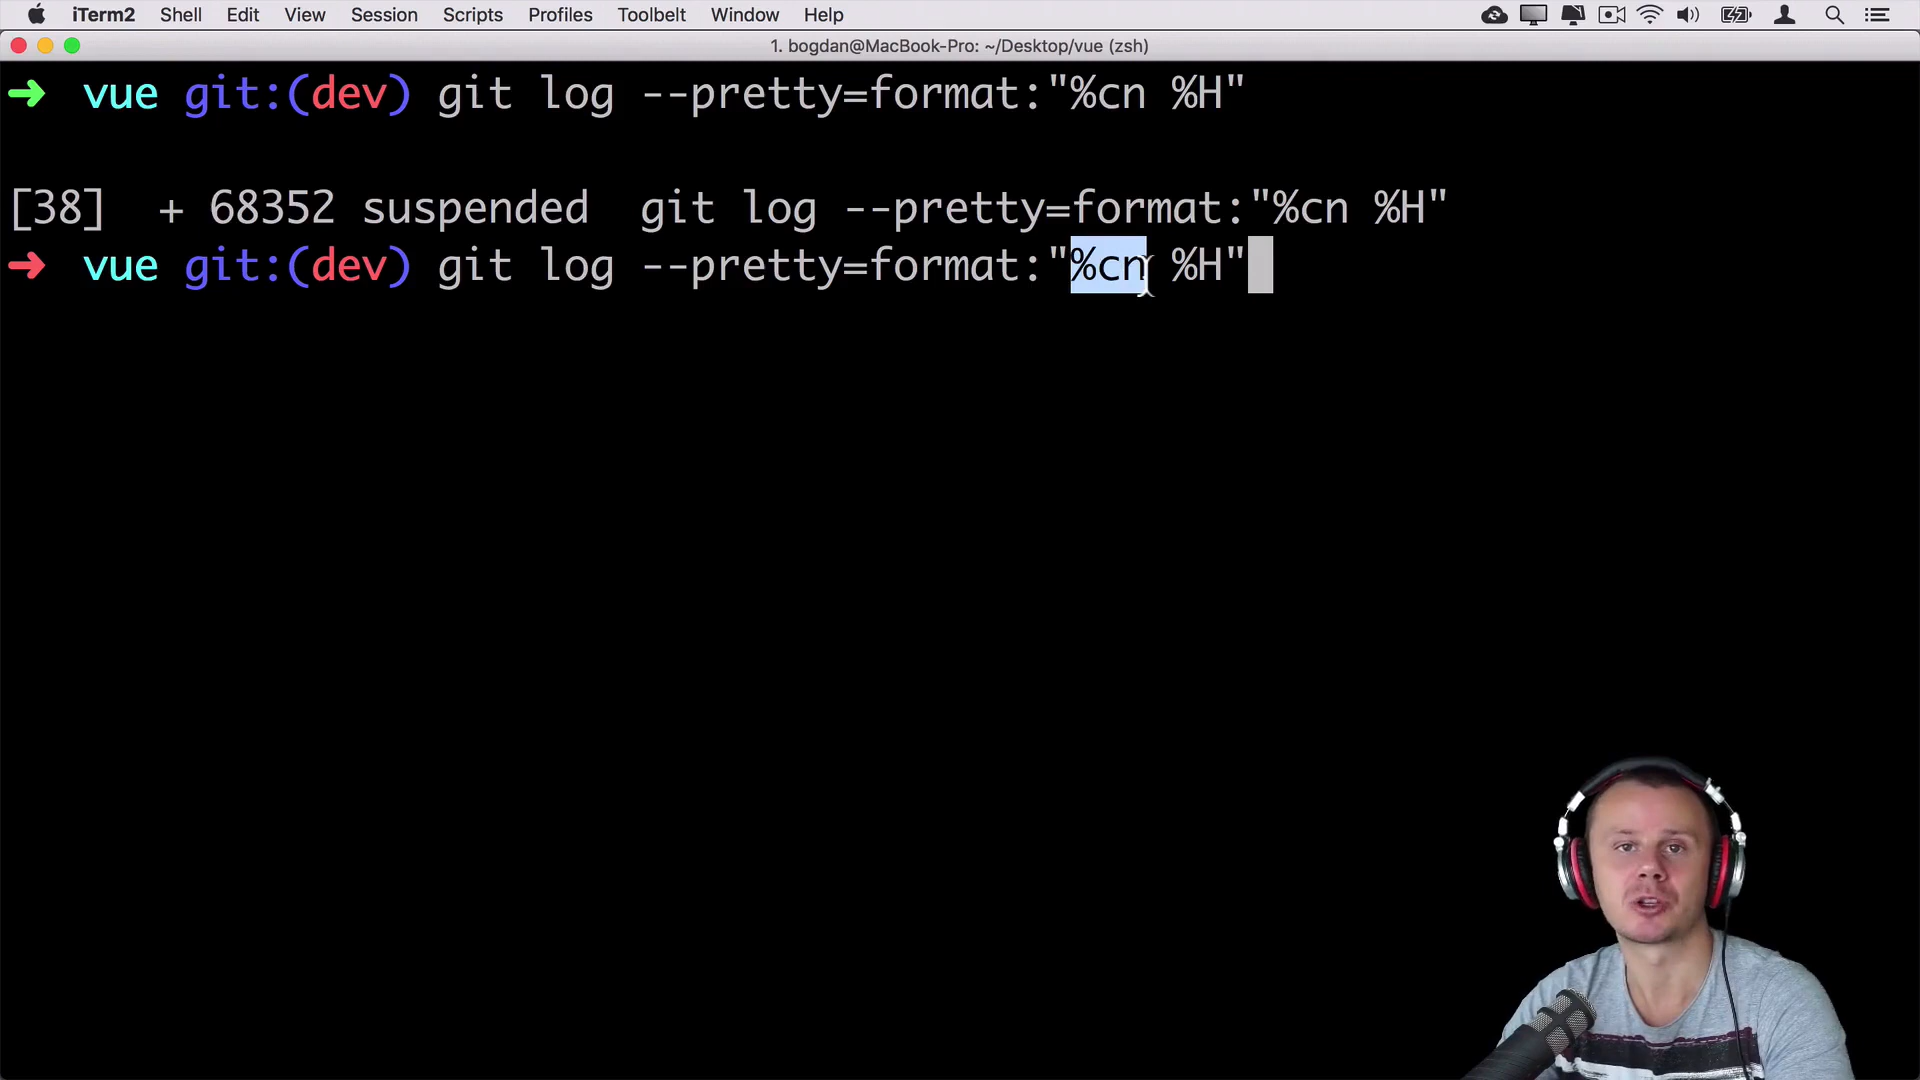 iTerm2 Shell Edit View Session Scripts Profiles Toolbelt Window Help
1. bogdan@MacBook-Pro: ~/Desktop/vue (zsh)
➜ vue git:(dev) git log --pretty=format:"%cn %H"
[38] + 68352 suspended git log --pretty=format:"%cn %H"
➜ vue git:(dev) git log --pretty=format:"%cn %H"